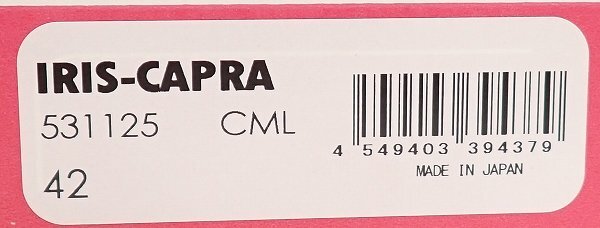 IRIS-CAPRA
531125 CML
42
4 549403 394379
MADE IN JAPAN